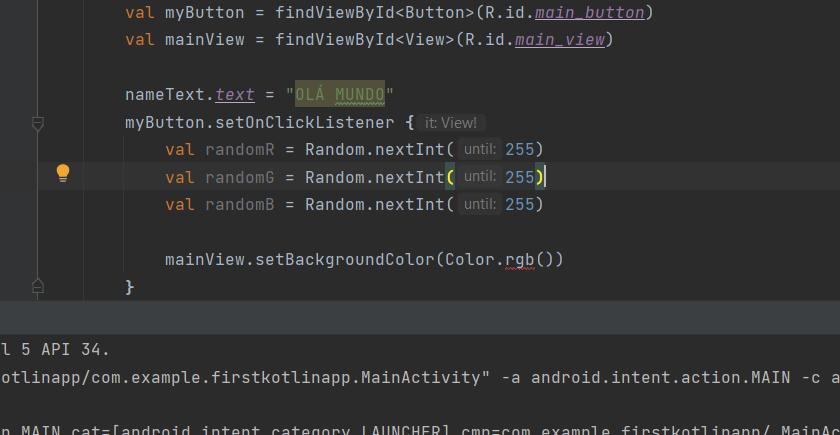 val myButton = findViewById<Button>(R.id.main_button)
val mainView = findViewById<View>(R.id.main_view)
nameText.text = "OLÁ MUNDO"
myButton.setOnClickListener { it: View!
val randomR = Random.nextInt( until: 255)
val randomG = Random.nextInt( until: 255)
val randomB = Random.nextInt( until: 255)
mainView.setBackgroundColor(Color.rgb())
}
l 5 API 34.
otlinapp/com.example.firstkotlinapp.MainActivity" -a android.intent.action.MAIN -c a
n.MAIN cat=[android.intent.category.LAUNCHER] cmp=com.example.firstkotlinapp/.MainAc